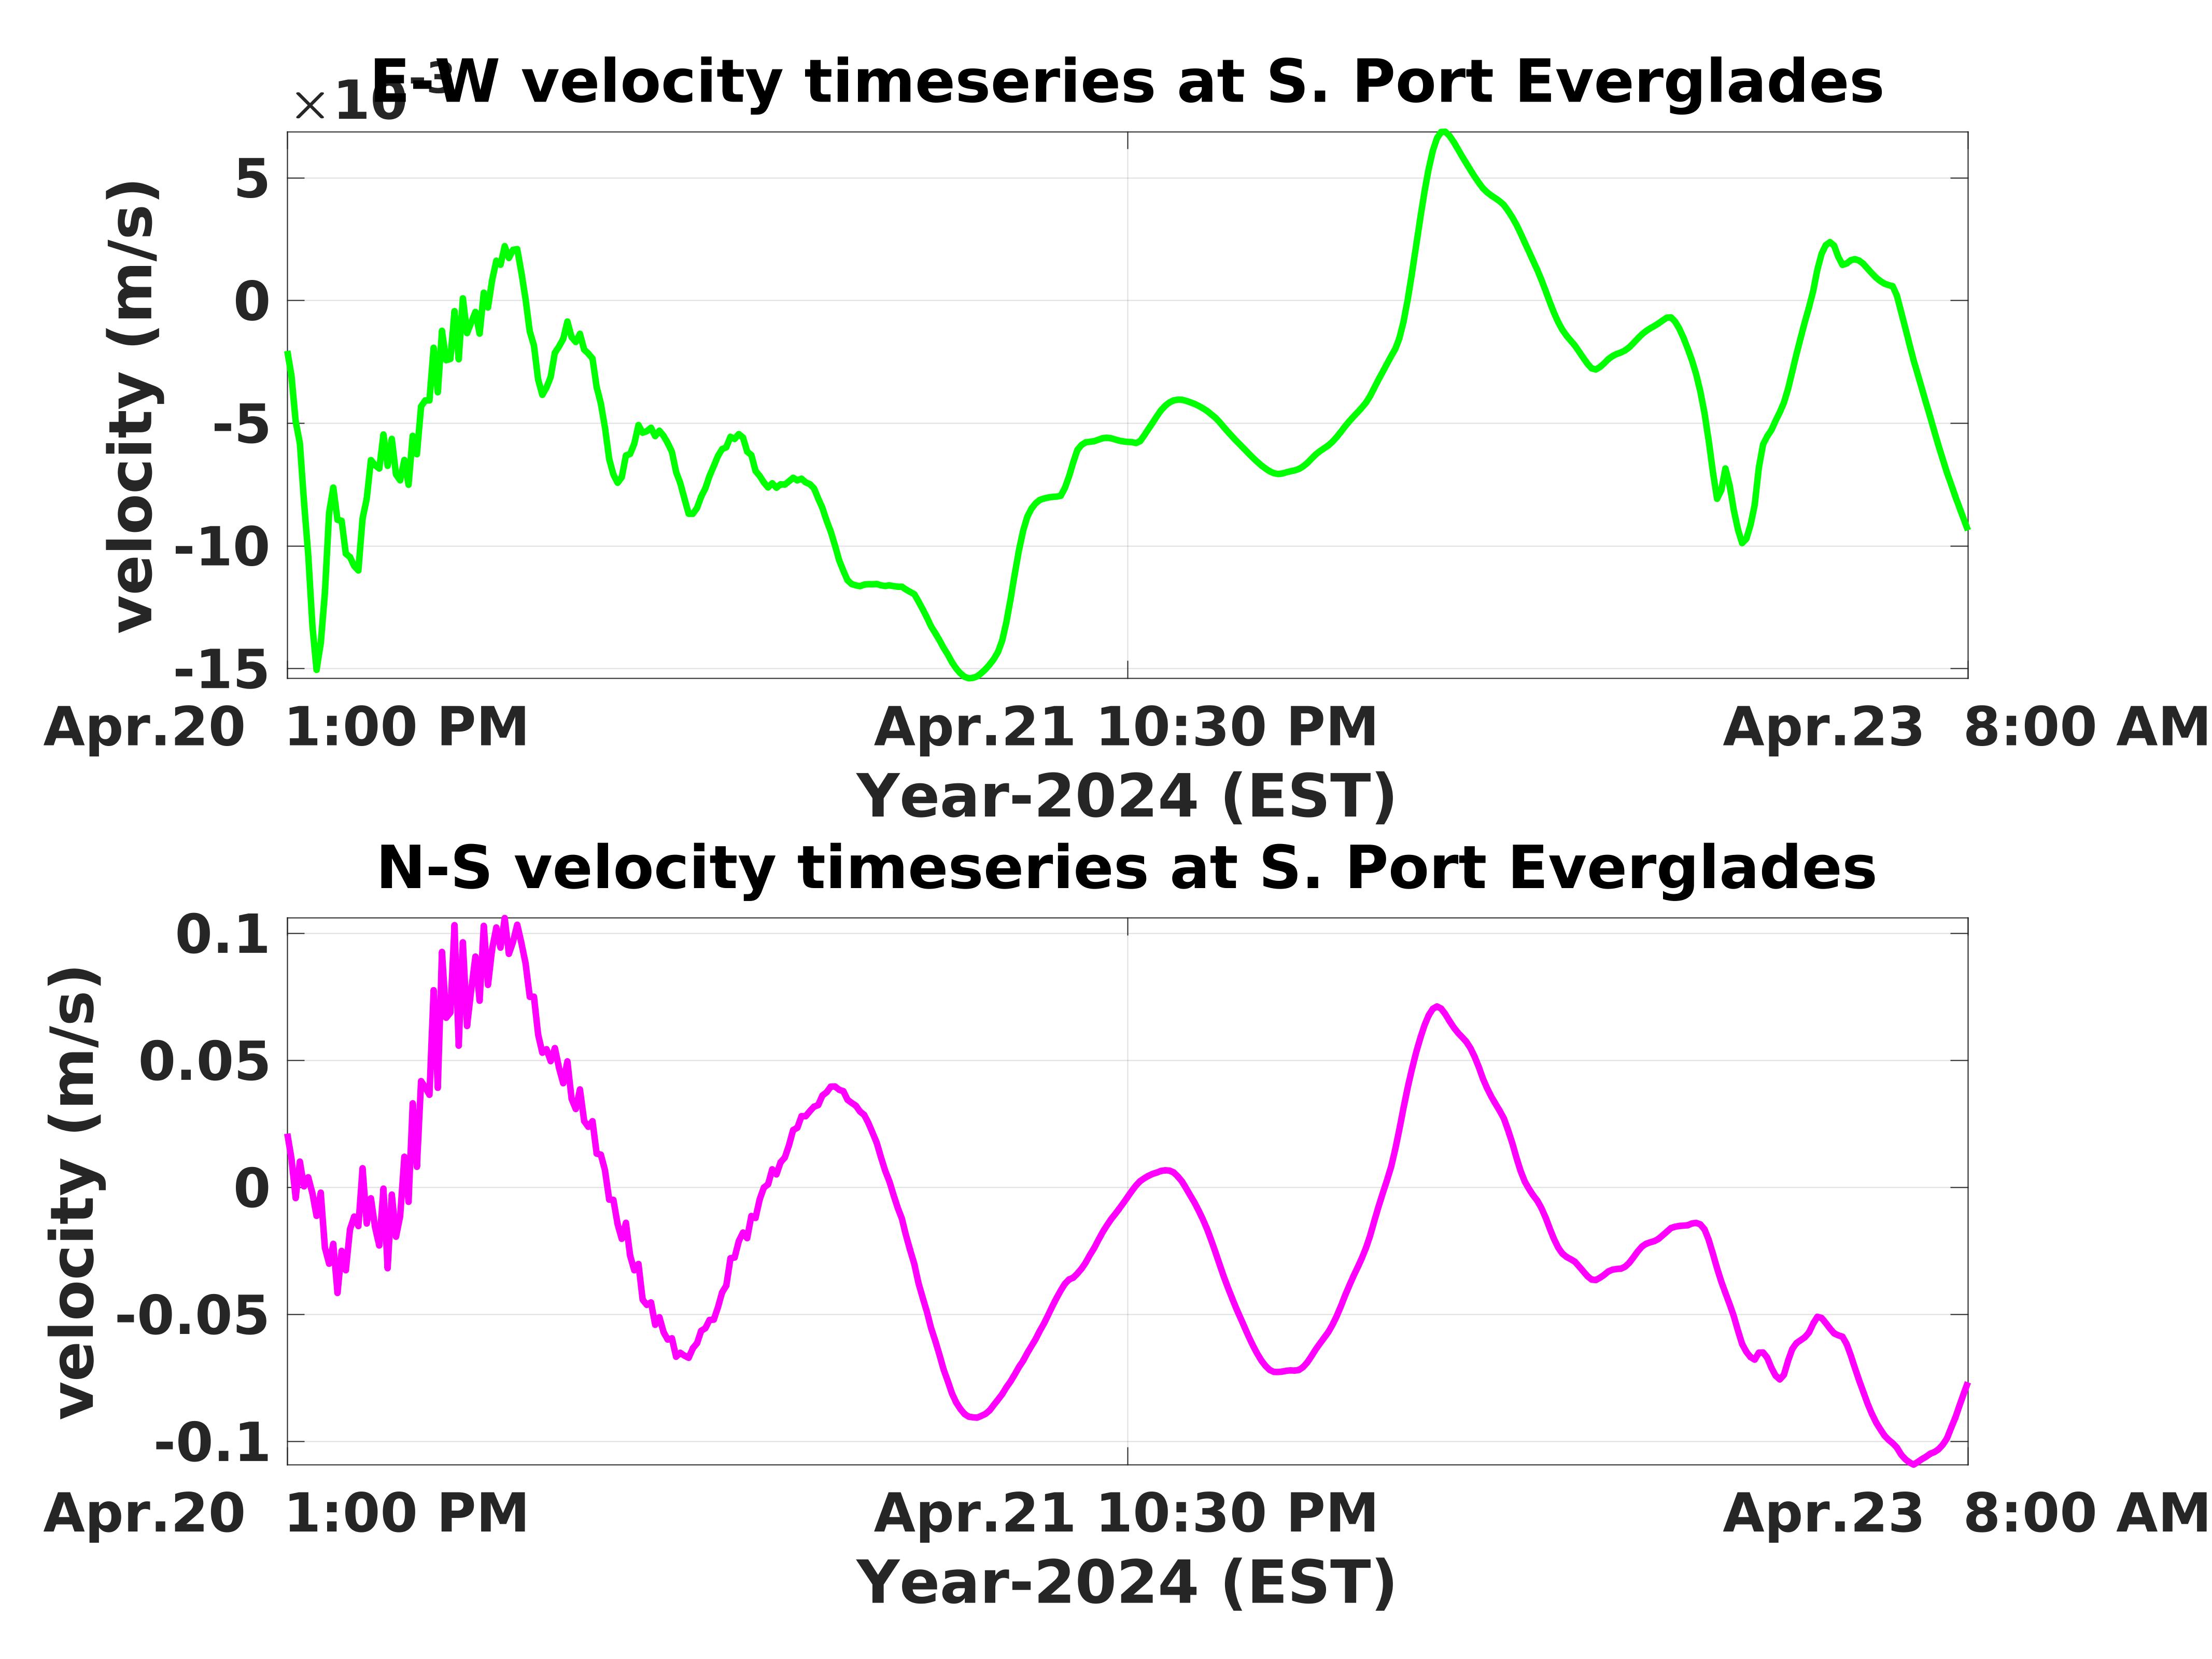 ×10-3
E-W velocity timeseries at S. Port Everglades
velocity (m/s)
5
0
-5
-10
-15
Apr.20 1:00 PM Apr.21 10:30 PM Apr.23 8:00 AM
Year-2024 (EST)
N-S velocity timeseries at S. Port Everglades
velocity (m/s)
0.1
0.05
0
-0.05
-0.1
Apr.20 1:00 PM Apr.21 10:30 PM Apr.23 8:00 AM
Year-2024 (EST)